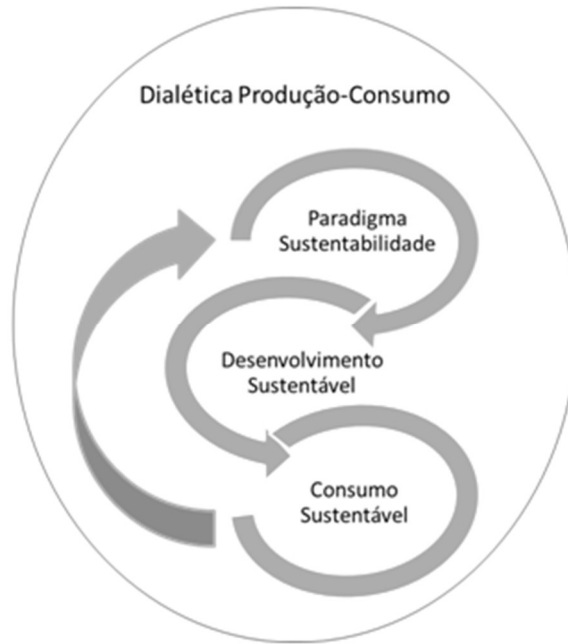 Dialética Produção-Consumo
Paradigma
Sustentabilidade
Desenvolvimento
Sustentável
Consumo
Sustentável